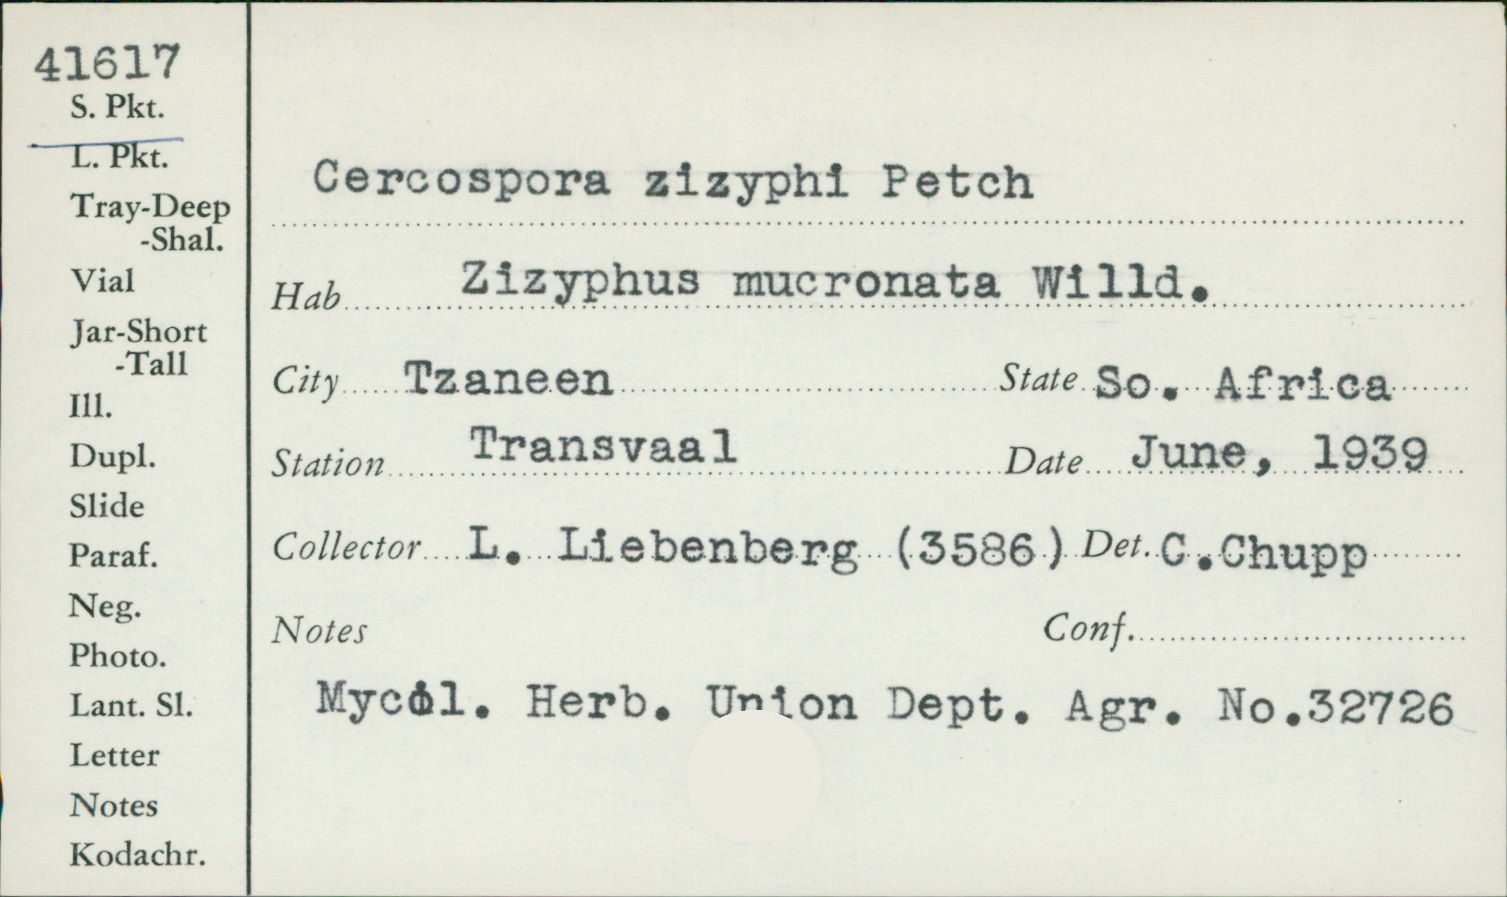 41617
S. Pkt.
L. Pkt.
Tray-Deep
-Shal.
Vial
Jar-Short
-Tall
Ill.
Dupl.
Slide
Paraf.
Neg.
Photo.
Lant. Sl.
Letter
Notes
Kodachr.
Cercospora zizyphi Petch
Hab Zizyphus mucronata Willd.
City Tzaneen State So. Africa
Station Transvaal Date June, 1939
Collector L. Liebenberg (3586) Det. C.Chupp
Notes Conf.
Mycol. Herb. Union Dept. Agr. No.32726